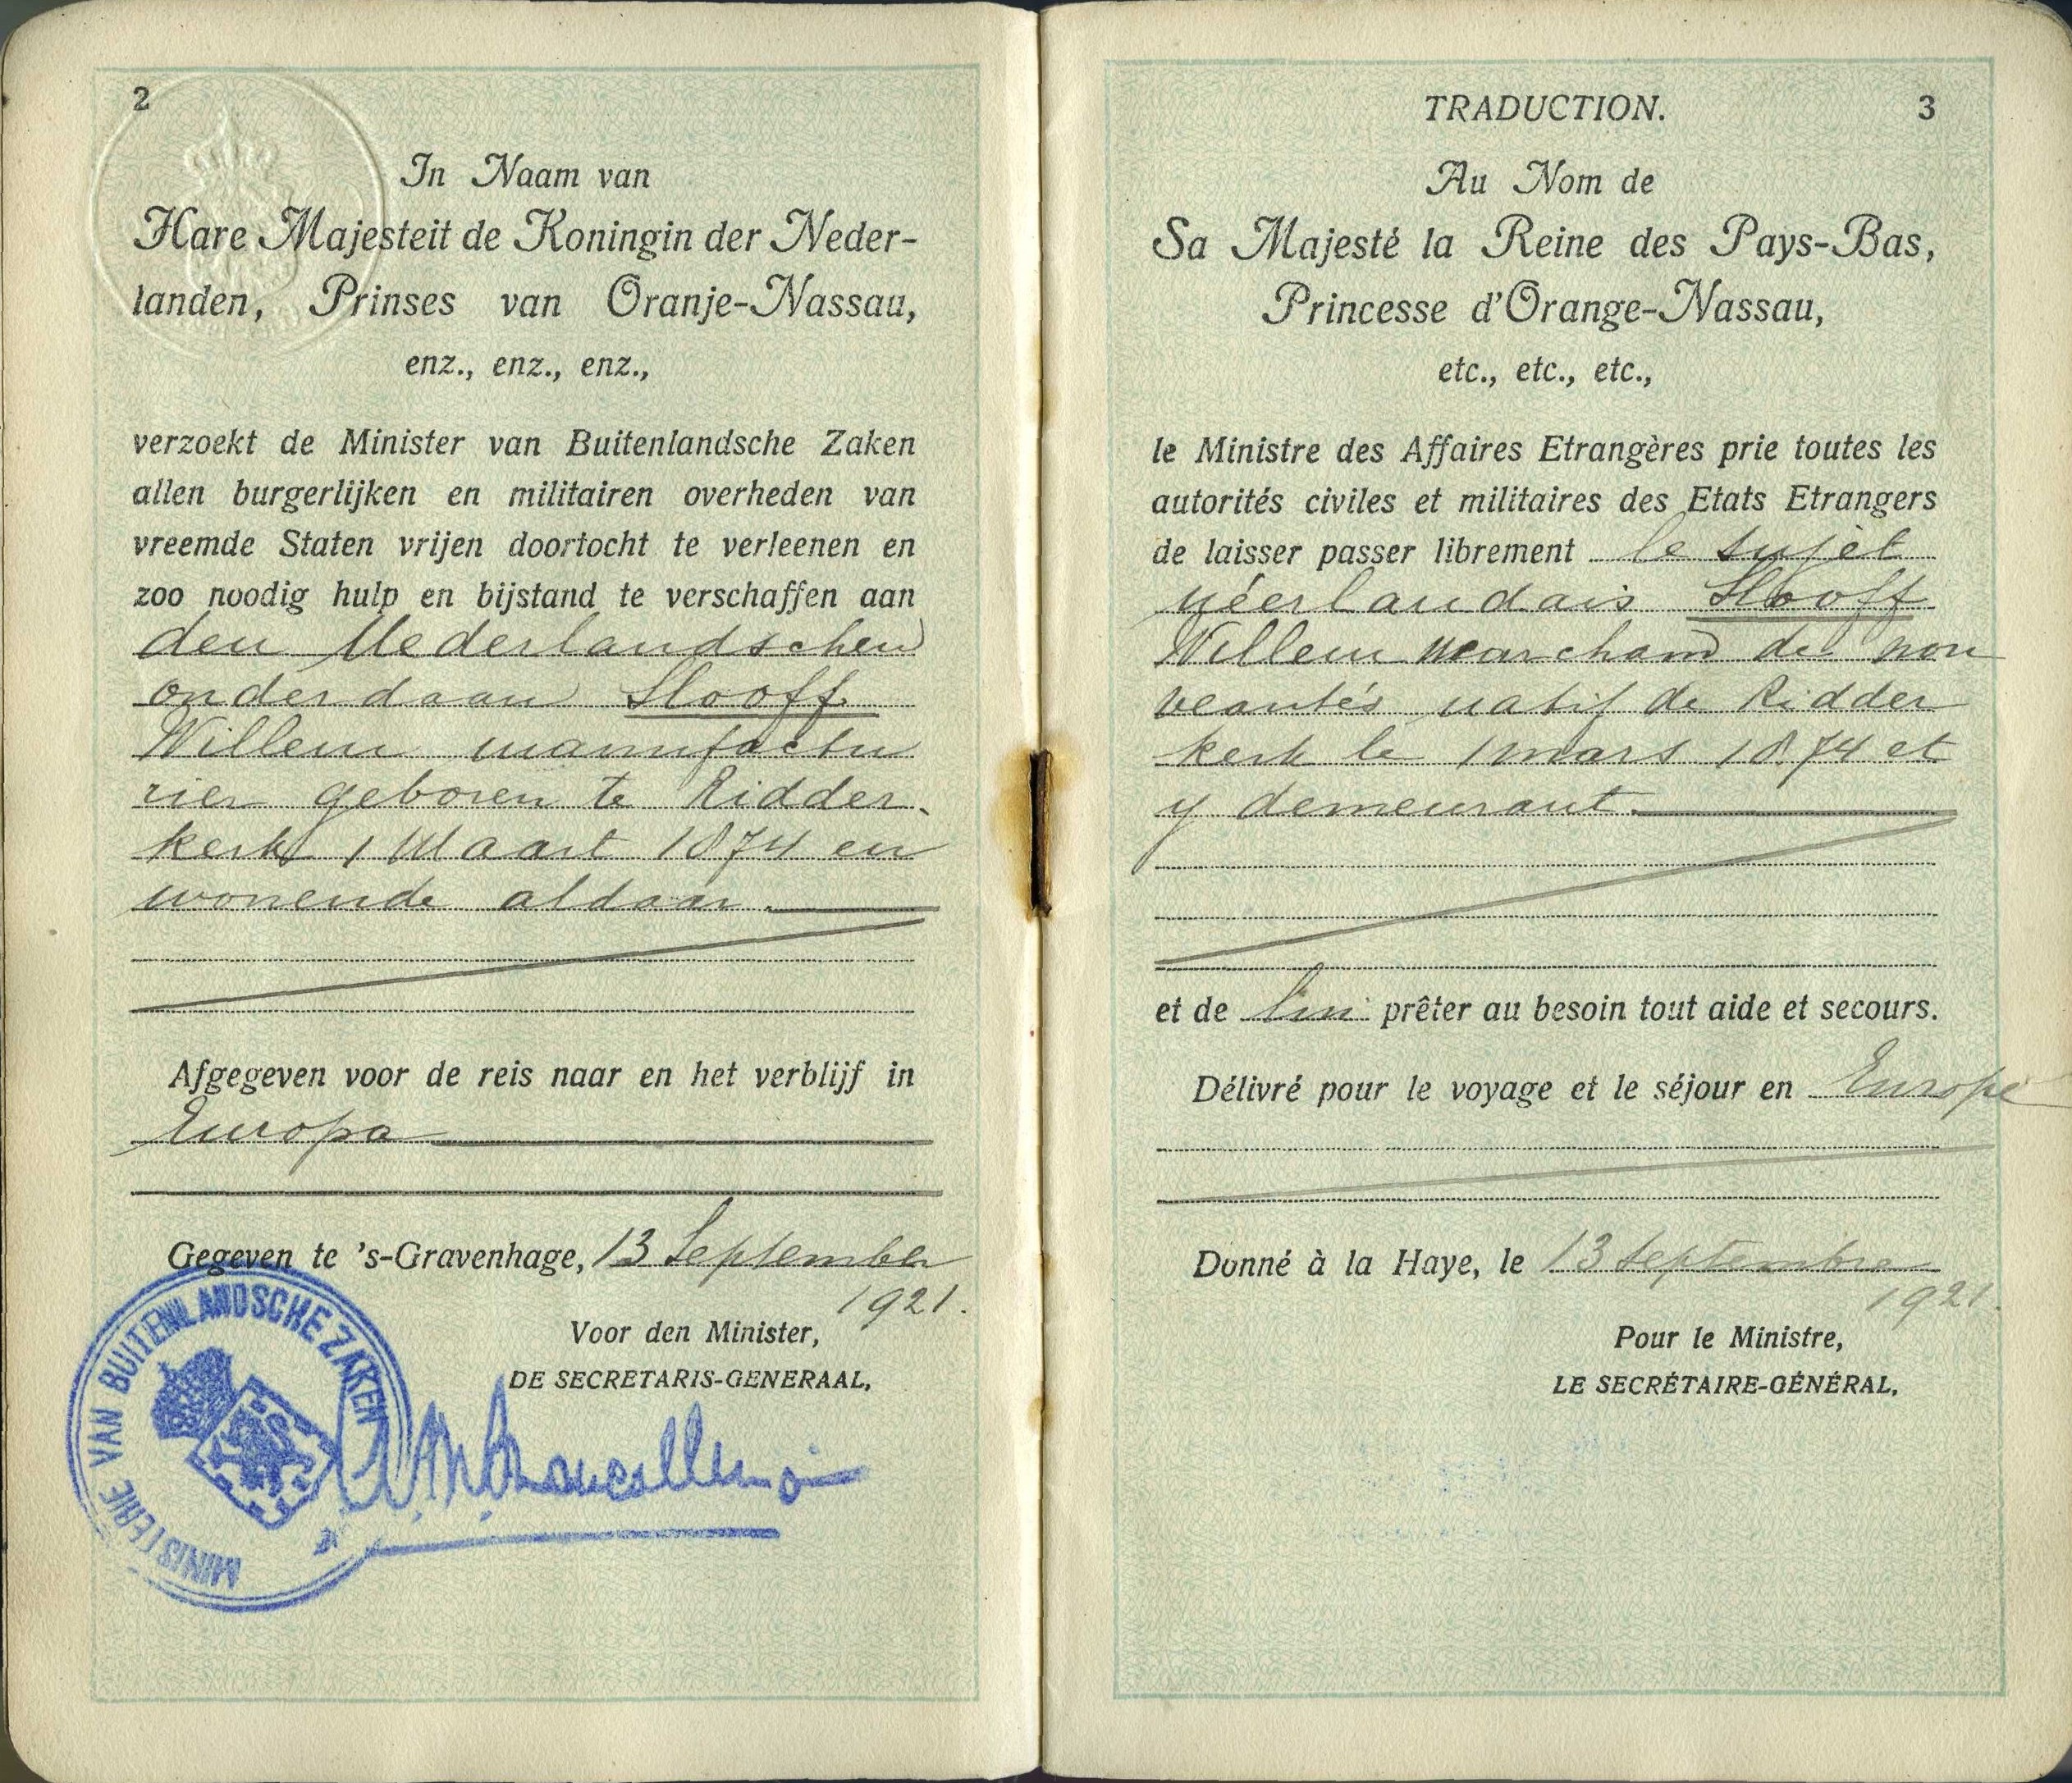 2
In Naam van
Hare Majesteit de Koningin der Neder-
landen, Prinses van Oranje-Nassau,
enz., enz., enz.,
verzoekt de Minister van Buitenlandsche Zaken
allen burgerlijken en militairen overheden van
vreemde Staten vrijen doortocht te verleenen en
zoo noodig hulp en bijstand te verschaffen aan
den Nederlandschen
onderdaan Slooff
Willem manufactu
rier geboren te Ridder-
kerk 1 Maart 1874 en
wonende aldaar.
Afgegeven voor de reis naar en het verblijf in
Europa
Gegeven te 's-Gravenhage, 13 September
1921.
Voor den Minister,
DE SECRETARIS-GENERAAL,
MINISTERIE VAN BUITENLANDSCHE ZAKEN
TRADUCTION. 3
Au Nom de
Sa Majesté la Reine des Pays-Bas,
Princesse d'Orange-Nassau,
etc., etc., etc.,
le Ministre des Affaires Etrangères prie toutes les
autorités civiles et militaires des Etats Etrangers
de laisser passer librement le sujet
néerlandais Slooff
Willem marchand de nou
veautés natif de Ridder
kerk le 1 mars 1874 et
y demeurant.
et de lui prêter au besoin tout aide et secours.
Délivré pour le voyage et le séjour en Europe
Donné à la Haye, le 13 septembre
1921.
Pour le Ministre,
LE SECRÉTAIRE-GÉNÉRAL,